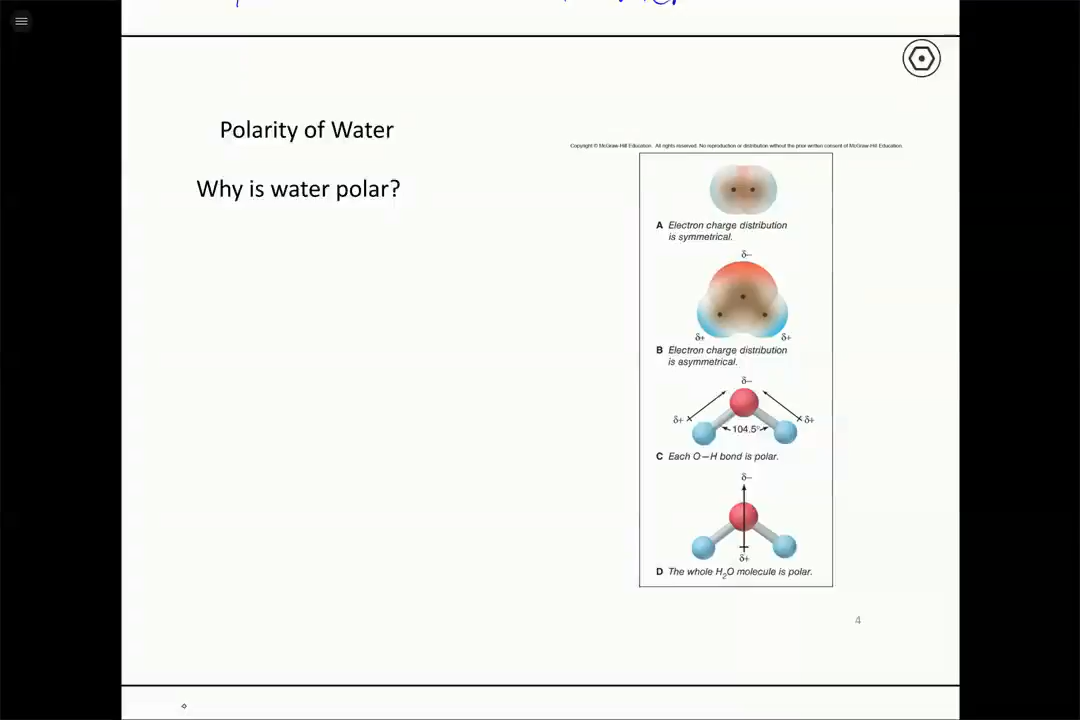 Polarity of Water
Why is water polar?
Copyright © McGraw-Hill Education. All rights reserved. No reproduction or distribution without the prior written consent of McGraw-Hill Education.
A Electron charge distribution
is symmetrical.
δ–
δ+ δ+
B Electron charge distribution
is asymmetrical.
δ–
δ+ δ+
104.5°
C Each O—H bond is polar.
δ–
δ+
D The whole H₂O molecule is polar.
4